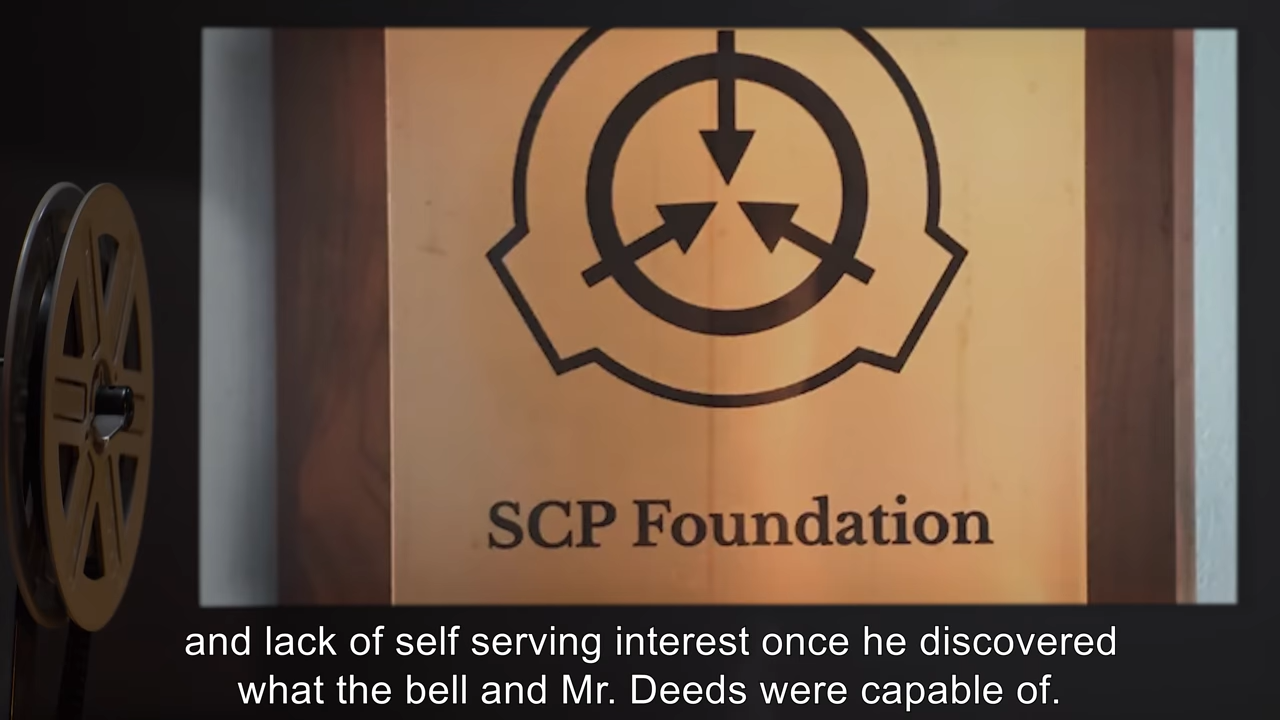 SCP Foundation
and lack of self serving interest once he discovered
what the bell and Mr. Deeds were capable of.